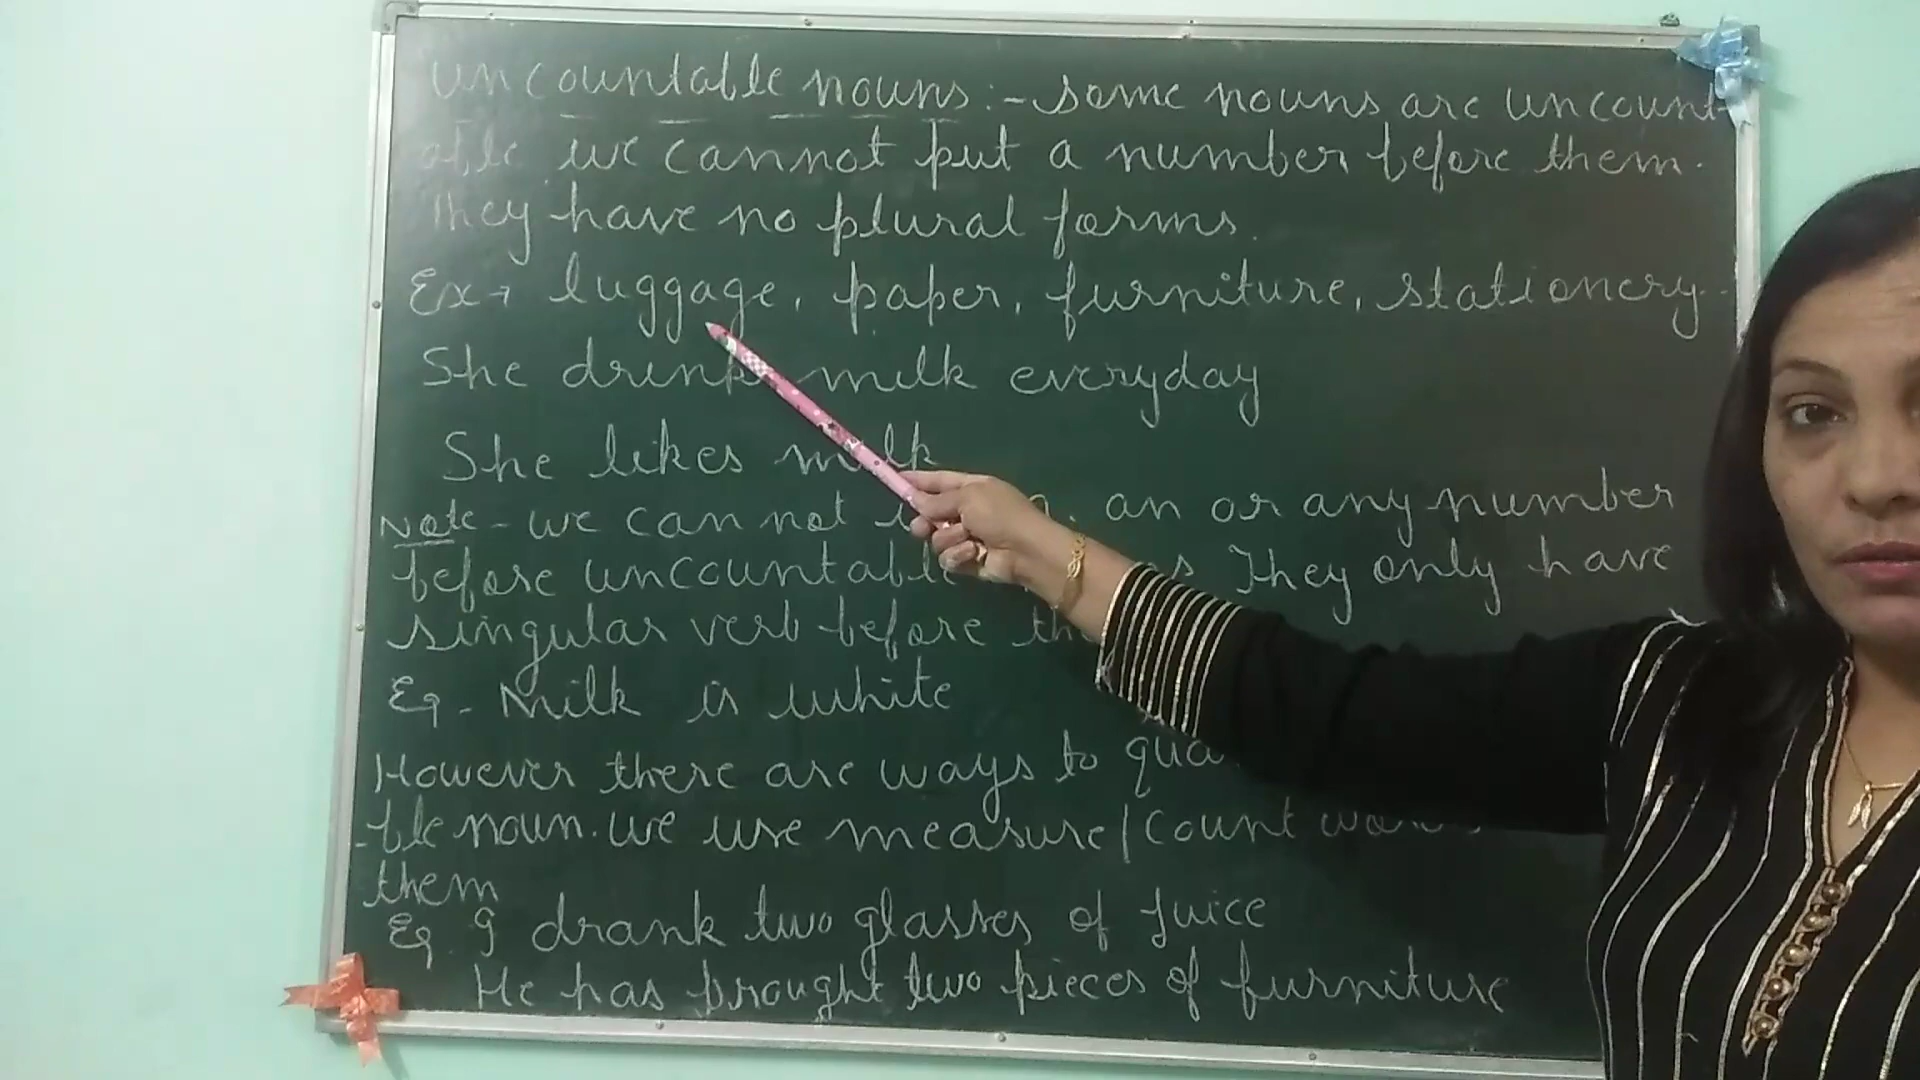 uncountable nouns:- some nouns are uncount-
able. we cannot put a number before them.
They have no plural forms.
Ex→ luggage, paper, furniture, stationery.
She drink milk everyday
She likes milk
Note - we can not an or any number
before uncountable They only have
singular verb before
Eg - Milk is white
However there are ways to
-ble noun. we use measure/count
them
Eg. I drank two glasses of juice
He has brought two pieces of furniture